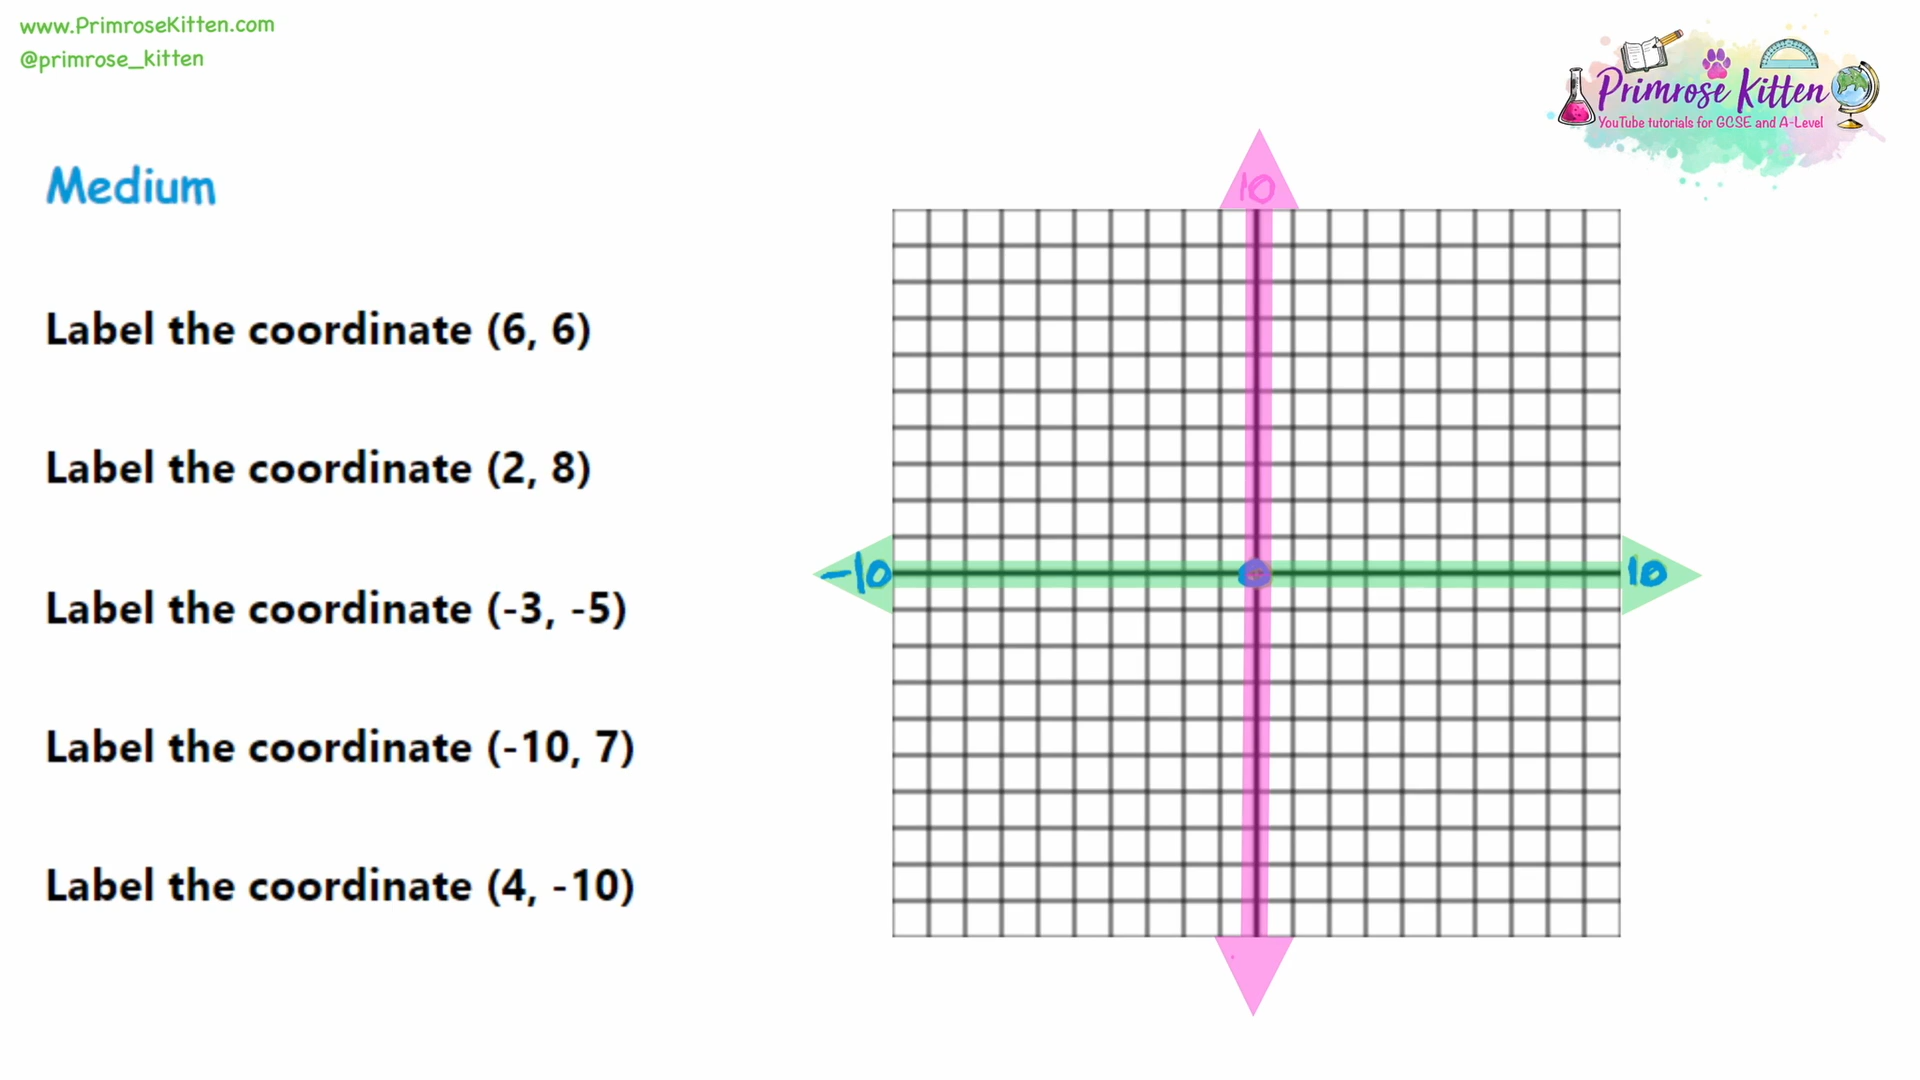 www.PrimroseKitten.com
@primrose_kitten
Primrose Kitten
YouTube tutorials for GCSE and A-Level
Medium
10
Label the coordinate (6, 6)
Label the coordinate (2, 8)
-10
0
10
Label the coordinate (-3, -5)
Label the coordinate (-10, 7)
Label the coordinate (4, -10)